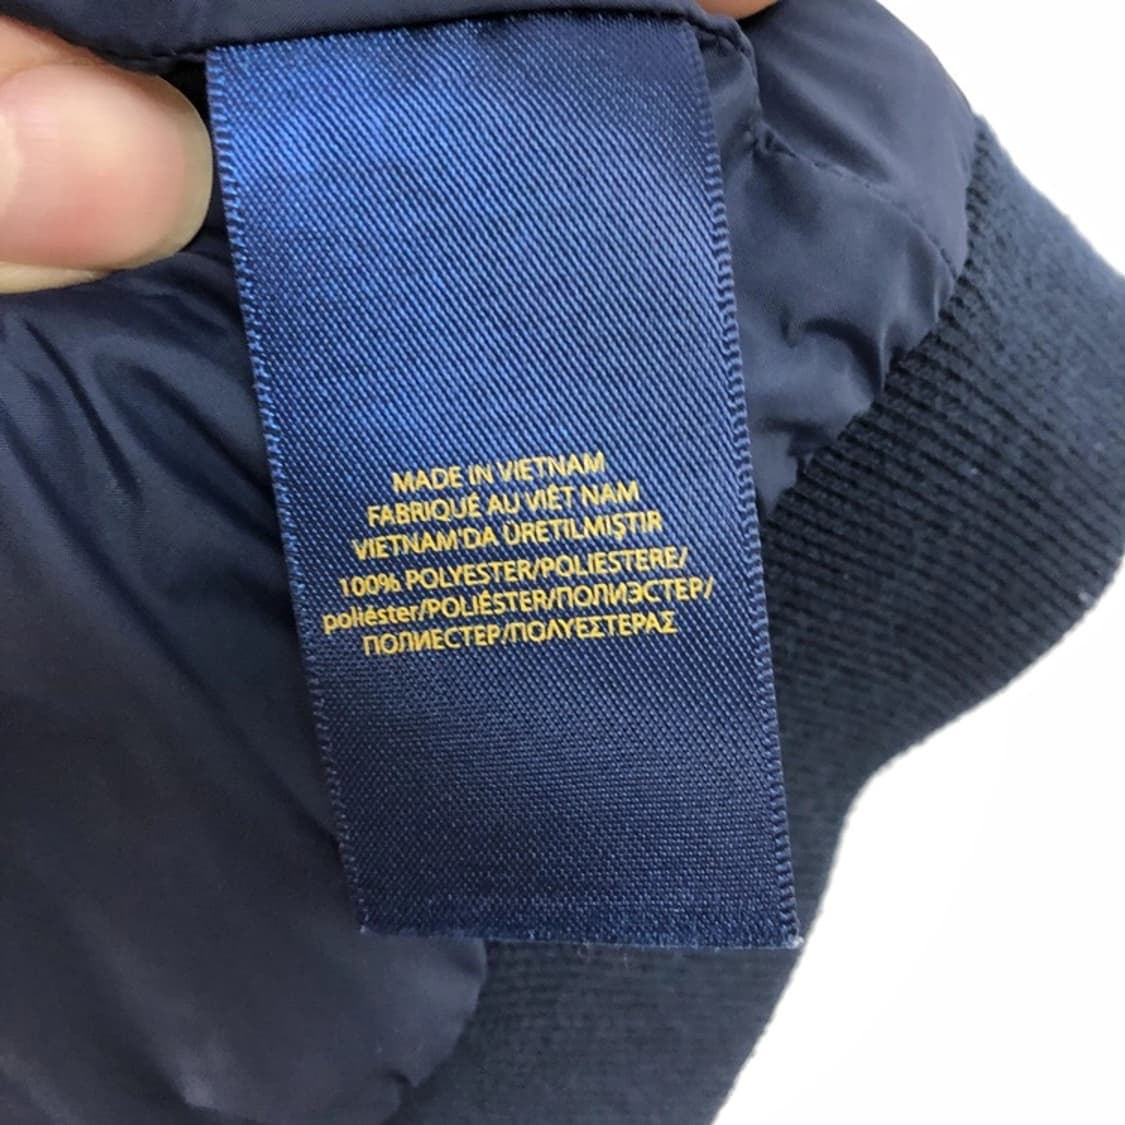 MADE IN VIETNAM
FABRIQUÉ AU VIÊT NAM
VIETNAM'DA ÜRETILMIŞTIR
100% POLYESTER/POLIESTERE/
poliéster/POLIÉSTER/ПОЛИЭСТЕР/
ПОЛИЕСТЕР/ΠΟΛΥΕΣΤΕΡΑΣ